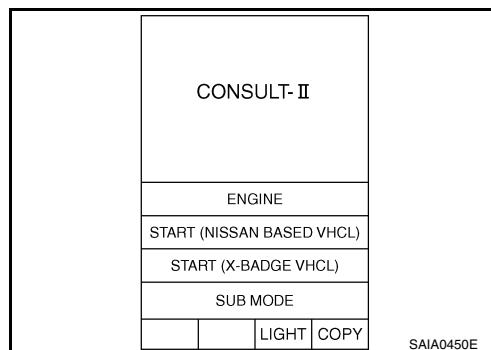 CONSULT-II
ENGINE
START (NISSAN BASED VHCL)
START (X-BADGE VHCL)
SUB MODE
LIGHT COPY
SAIA0450E